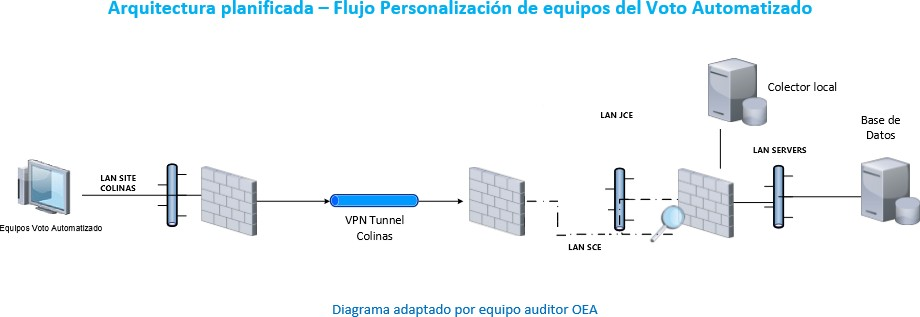 Arquitectura planificada – Flujo Personalización de equipos del Voto Automatizado
Colector local
LAN JCE
Base de
Datos
LAN SERVERS
LAN SITE
COLINAS
VPN Tunnel
Colinas
Equipos Voto Automatizado
LAN SCE
Diagrama adaptado por equipo auditor OEA